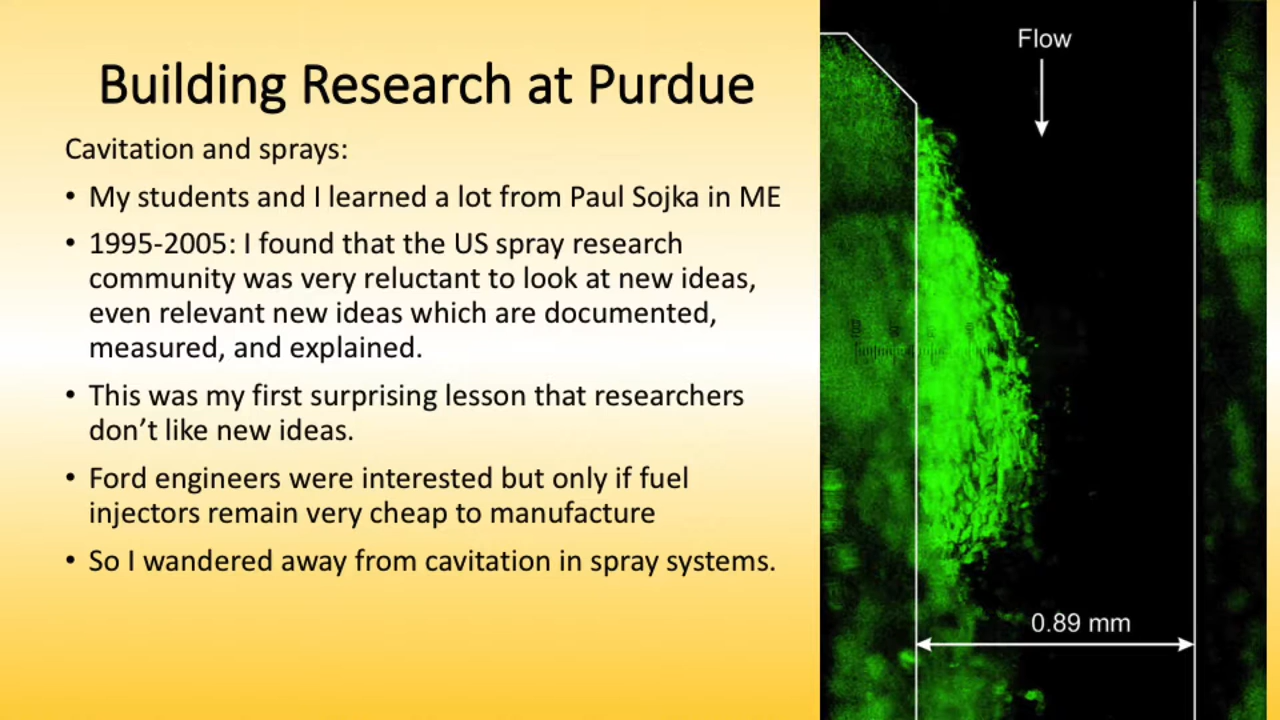 Building Research at Purdue
Cavitation and sprays:
• My students and I learned a lot from Paul Sojka in ME
• 1995-2005: I found that the US spray research
community was very reluctant to look at new ideas,
even relevant new ideas which are documented,
measured, and explained.
• This was my first surprising lesson that researchers
don’t like new ideas.
• Ford engineers were interested but only if fuel
injectors remain very cheap to manufacture
• So I wandered away from cavitation in spray systems.
Flow
0.89 mm